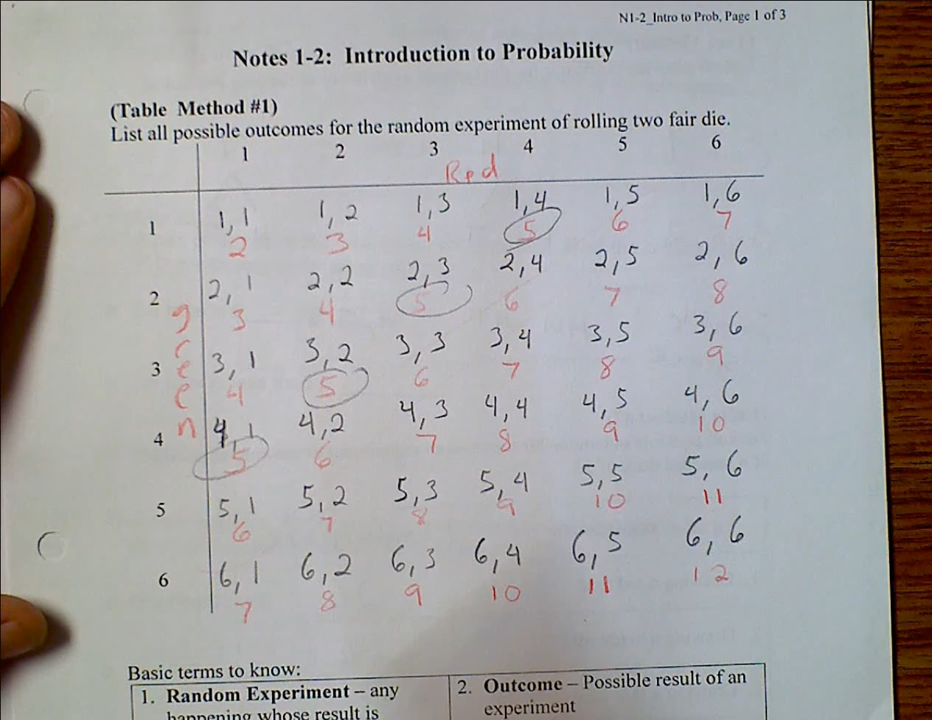 N1-2_Intro to Prob, Page 1 of 3
Notes 1-2: Introduction to Probability
(Table Method #1)
List all possible outcomes for the random experiment of rolling two fair die.
1 2 3 4 5 6
Red
1 1,1 1,2 1,3 1,4 1,5 1,6
2 3 4 5 6 7
2 2,1 2,2 2,3 2,4 2,5 2,6
3 4 5 6 7 8
green
3 3,1 3,2 3,3 3,4 3,5 3,6
4 5 6 7 8 9
4 4,1 4,2 4,3 4,4 4,5 4,6
5 6 7 8 9 10
5 5,1 5,2 5,3 5,4 5,5 5,6
6 7 8 9 10 11
6 6,1 6,2 6,3 6,4 6,5 6,6
7 8 9 10 11 12
Basic terms to know:
1. Random Experiment – any
happening whose result is
2. Outcome – Possible result of an
experiment